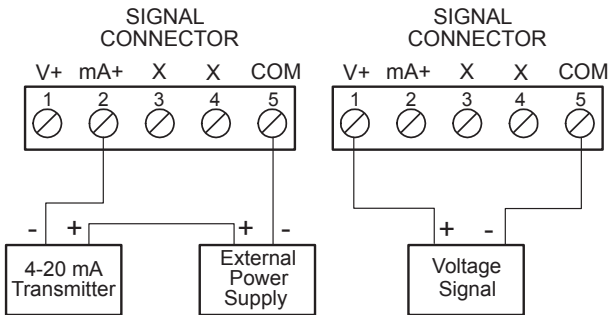 SIGNAL
CONNECTOR
V+ mA+ X X COM
1 2 3 4 5
- + + -
4-20 mA
Transmitter
External
Power
Supply
SIGNAL
CONNECTOR
V+ mA+ X X COM
1 2 3 4 5
+ -
Voltage
Signal